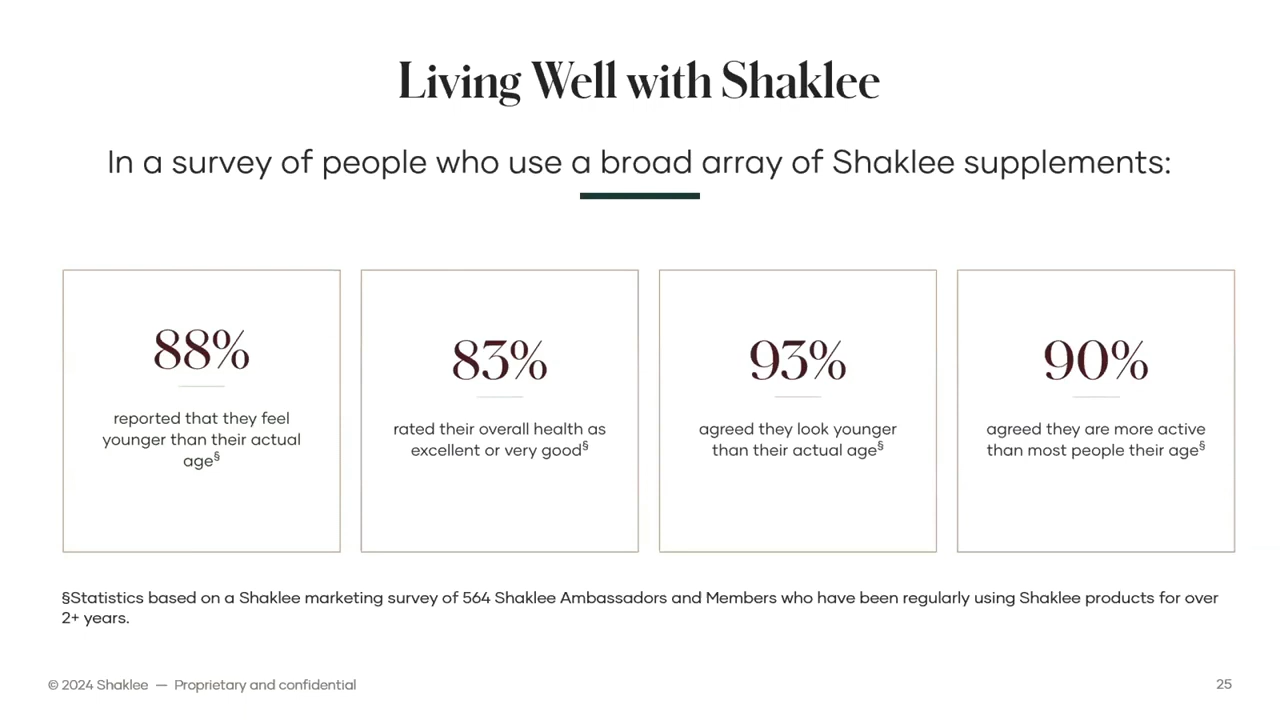 Living Well with Shaklee
In a survey of people who use a broad array of Shaklee supplements:
88%
reported that they feel
younger than their actual
age§
83%
rated their overall health as
excellent or very good§
93%
agreed they look younger
than their actual age§
90%
agreed they are more active
than most people their age§
§Statistics based on a Shaklee marketing survey of 564 Shaklee Ambassadors and Members who have been regularly using Shaklee products for over
2+ years.
© 2024 Shaklee — Proprietary and confidential
25